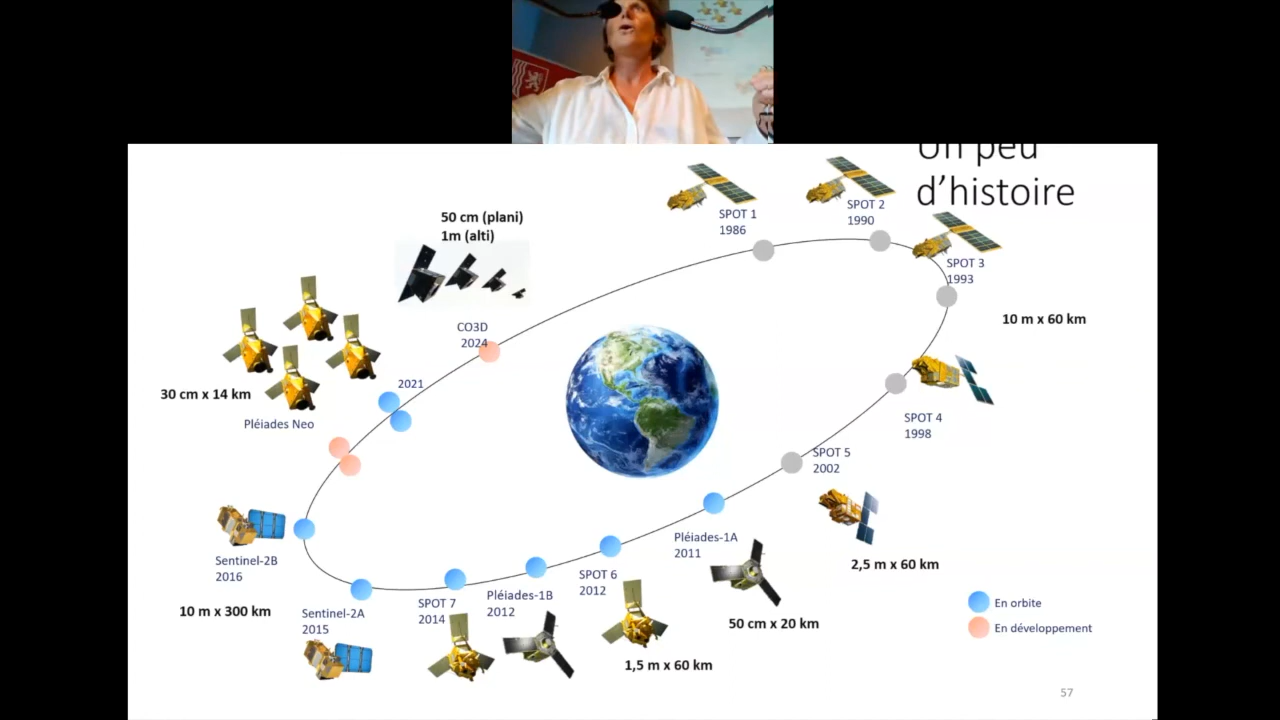 Un peu
d'histoire
SPOT 1
1986
SPOT 2
1990
SPOT 3
1993
10 m x 60 km
SPOT 4
1998
SPOT 5
2002
2,5 m x 60 km
Pléiades-1A
2011
50 cm x 20 km
SPOT 6
2012
1,5 m x 60 km
Pléiades-1B
2012
SPOT 7
2014
Sentinel-2A
2015
Sentinel-2B
2016
10 m x 300 km
Pléiades Neo
30 cm x 14 km
2021
CO3D
2024
50 cm (plani)
1m (alti)
En orbite
En développement
57